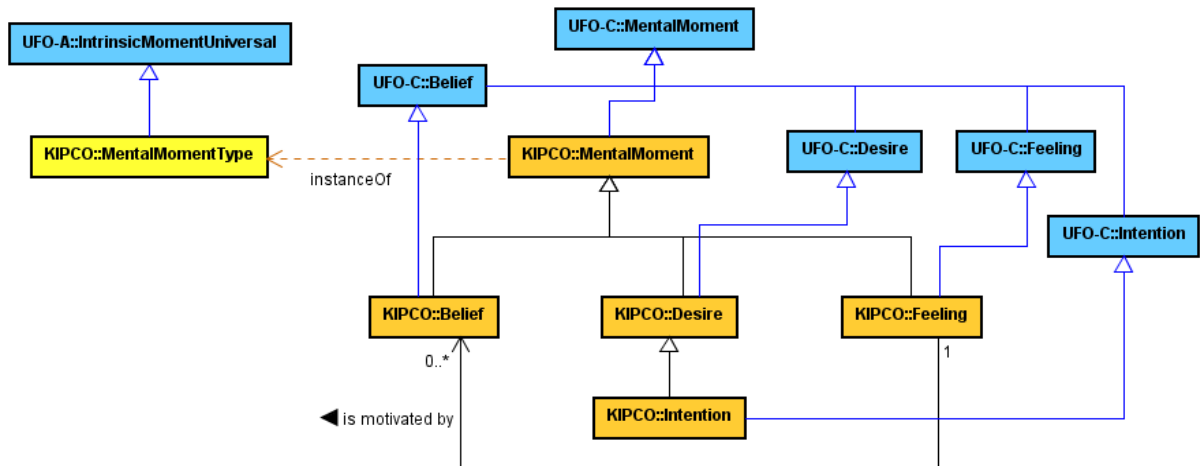 UFO-C::MentalMoment
UFO-A::IntrinsicMomentUniversal
UFO-C::Belief
KIPCO::MentalMomentType
KIPCO::MentalMoment
UFO-C::Desire
UFO-C::Feeling
instanceOf
UFO-C::Intention
KIPCO::Belief
KIPCO::Desire
KIPCO::Feeling
0..*
1
is motivated by
KIPCO::Intention